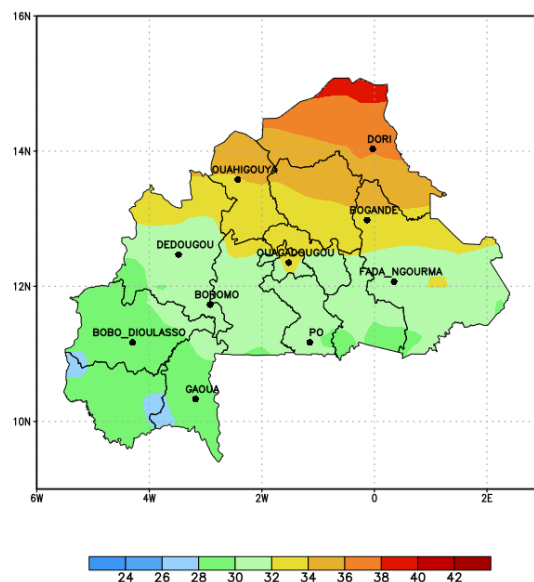 16N
DORI
14N
OUAHIGOUYA
BOGANDE
DEDOUGOU
OUAGADOUGOU
FADA_NGOURMA
12N
BOROMO
BOBO_DIOULASSO
PO
GAOUA
10N
6W 4W 2W 0 2E
24 26 28 30 32 34 36 38 40 42